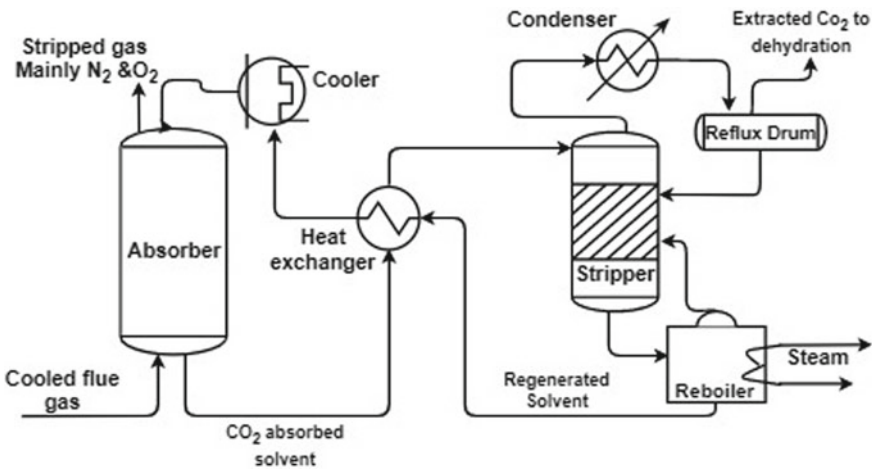 Stripped gas
Mainly N₂ &O₂
Cooler
Condenser
Extracted Co₂ to
dehydration
Reflux Drum
Absorber
Heat
exchanger
Stripper
Cooled flue
gas
CO₂ absorbed
solvent
Regenerated
Solvent
Reboiler
Steam